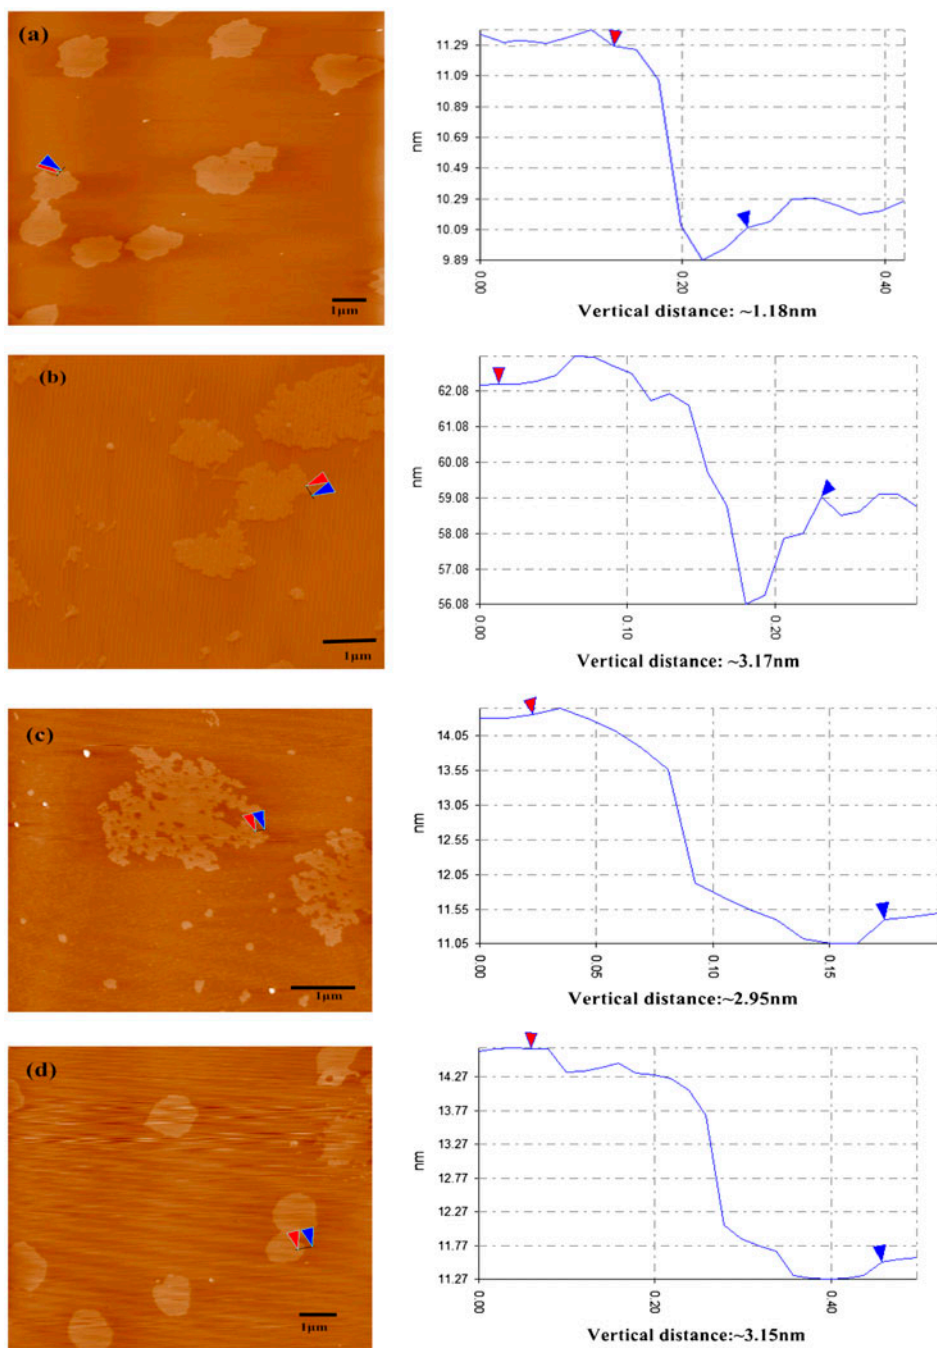 (a)
1μm
nm
11.29
11.09
10.89
10.69
10.49
10.29
10.09
9.89
0.00
0.20
0.40
Vertical distance: ~1.18nm
(b)
1μm
nm
62.08
61.08
60.08
59.08
58.08
57.08
56.08
0.00
0.10
0.20
Vertical distance: ~3.17nm
(c)
1μm
nm
14.05
13.55
13.05
12.55
12.05
11.55
11.05
0.00
0.05
0.10
0.15
Vertical distance:~2.95nm
(d)
1μm
nm
14.27
13.77
13.27
12.77
12.27
11.77
11.27
0.00
0.20
0.40
Vertical distance:~3.15nm